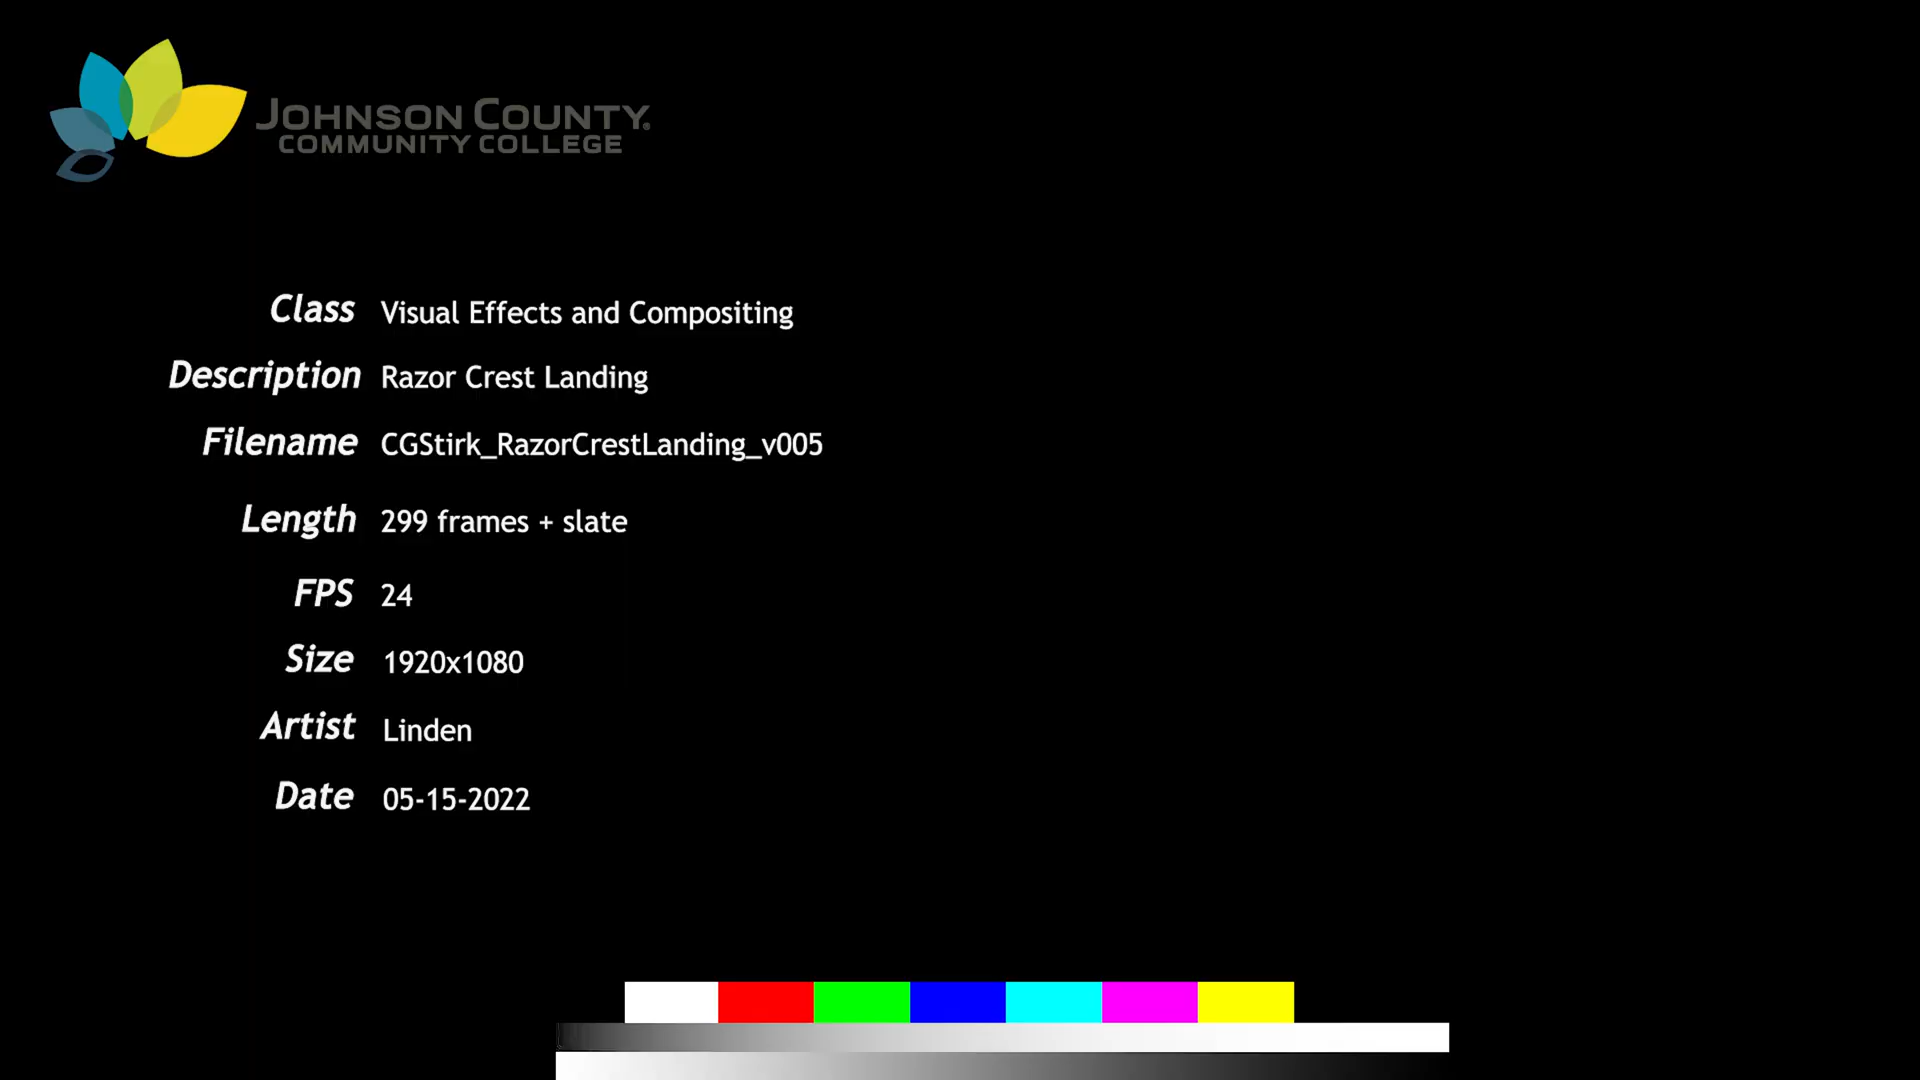 JOHNSON COUNTY®
COMMUNITY COLLEGE
Class Visual Effects and Compositing
Description Razor Crest Landing
Filename CGStirk_RazorCrestLanding_v005
Length 299 frames + slate
FPS 24
Size 1920x1080
Artist Linden
Date 05-15-2022